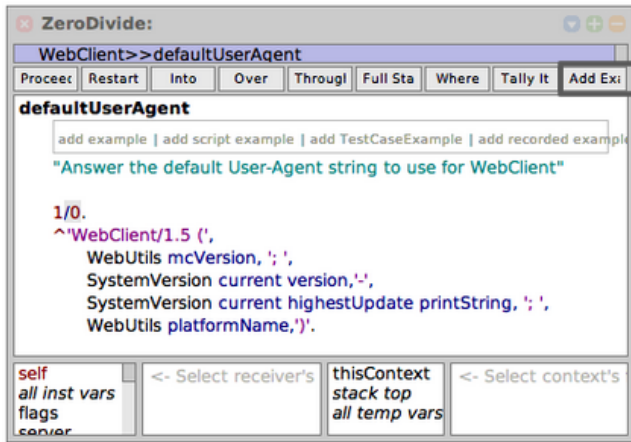 ZeroDivide:
WebClient>>defaultUserAgent
Proceec Restart Into Over Througl Full Sta Where Tally It Add Exa
defaultUserAgent
add example | add script example | add TestCaseExample | add recorded example
"Answer the default User-Agent string to use for WebClient"
1/0.
^'WebClient/1.5 (',
WebUtils mcVersion, '; ',
SystemVersion current version,'-',
SystemVersion current highestUpdate printString, '; ',
WebUtils platformName,')'.
self
all inst vars
flags
server
<- Select receiver's
thisContext
stack top
all temp vars
<- Select context's